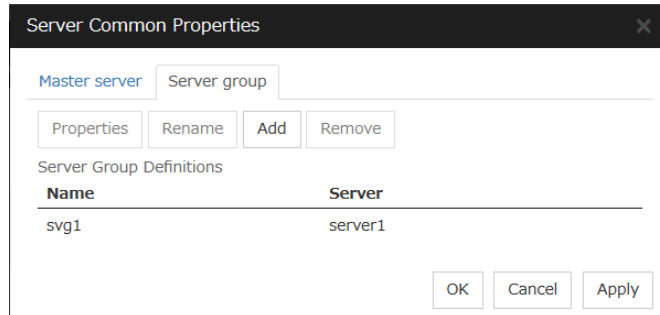 Server Common Properties
Master server Server group
Properties Rename Add Remove
Server Group Definitions
Name Server
svg1 server1
OK Cancel Apply